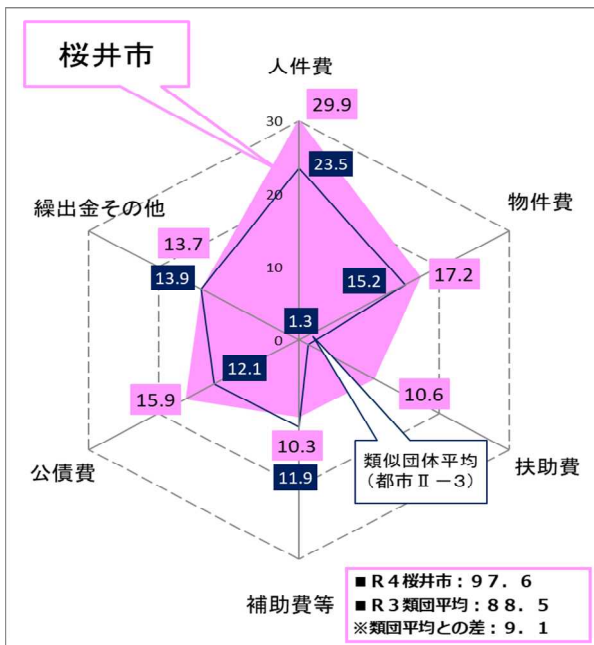 桜井市
人件費
29.9
30
23.5
20
繰出金その他
物件費
13.7
13.9
10
15.2
17.2
1.3
0
12.1
15.9
10.6
10.3
11.9
類似団体平均
（都市Ⅱ－3）
公債費
扶助費
補助費等
■R4桜井市：97．6
■R3類団平均：88．5
※類団平均との差：9．1